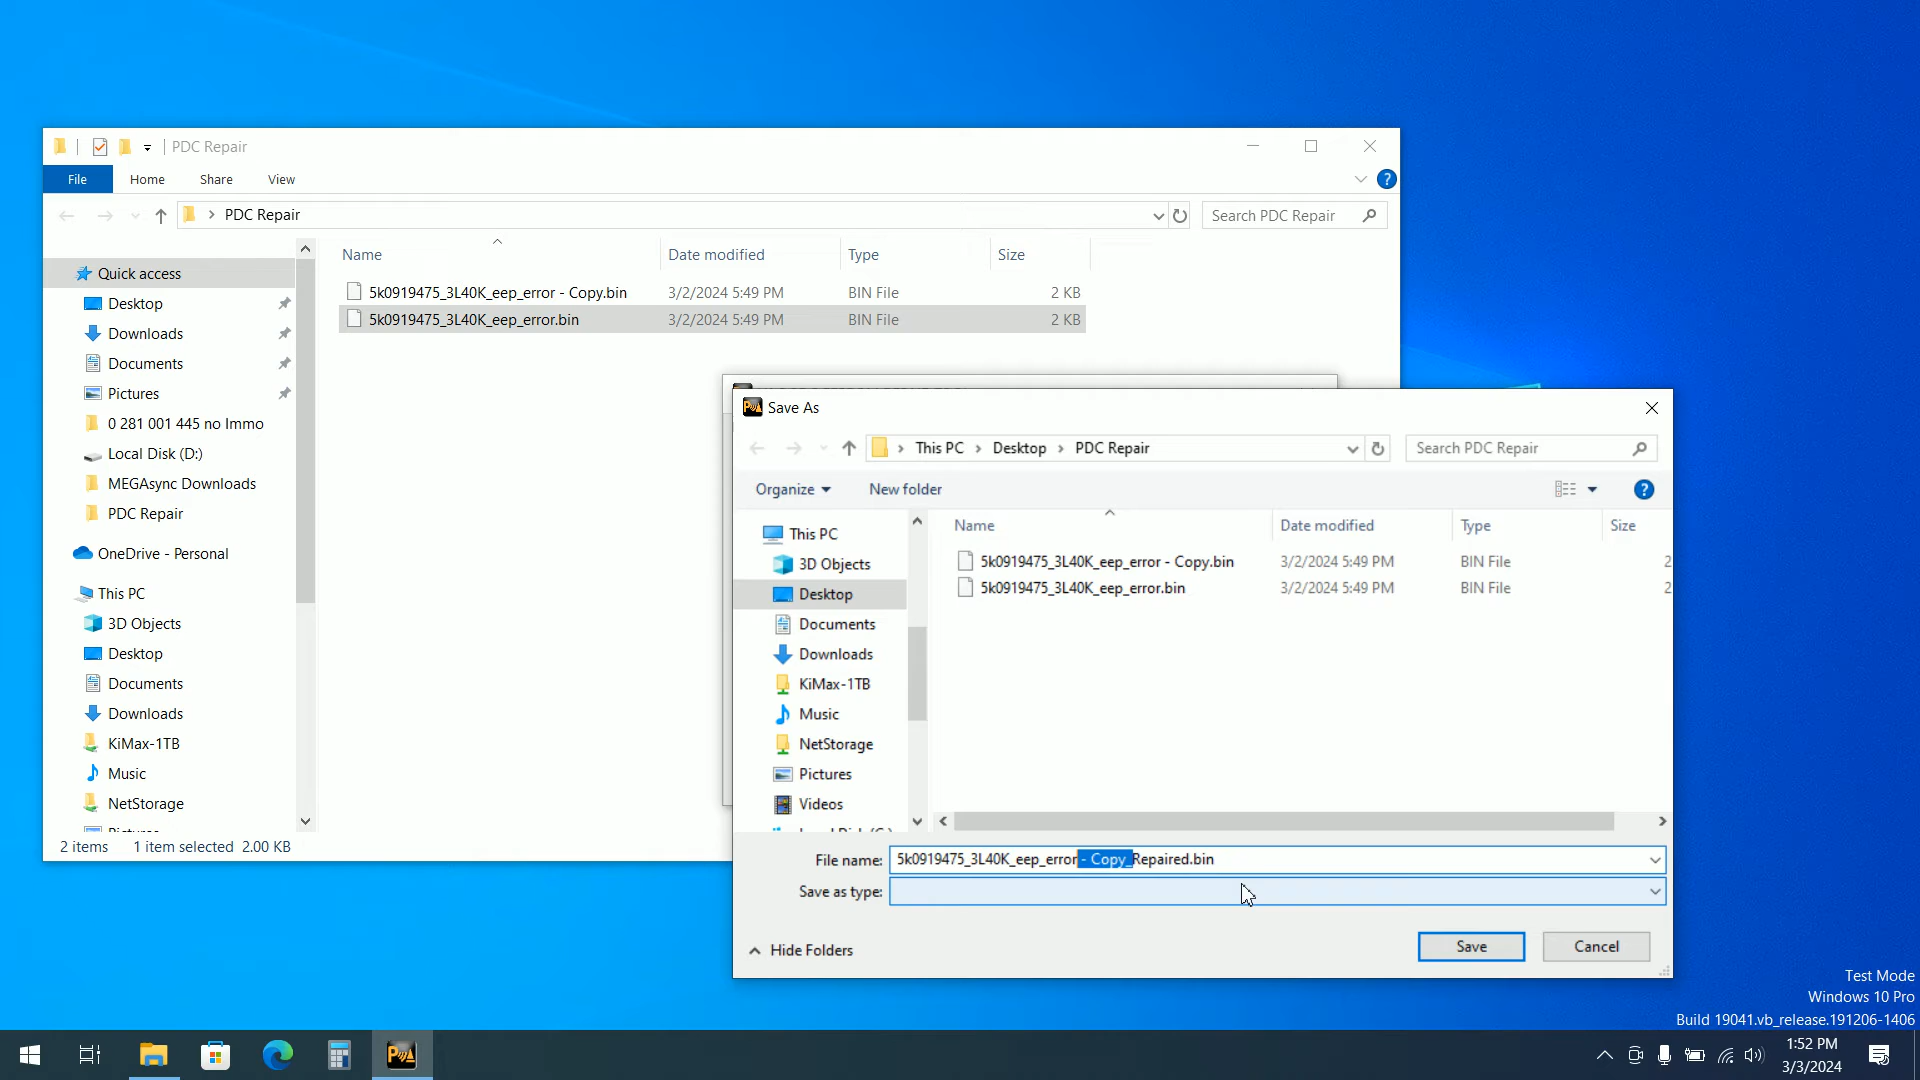 PDC Repair
File
Home
Share
View
PDC Repair
Search PDC Repair
Name
Date modified
Type
Size
5k0919475_3L40K_eep_error - Copy.bin
3/2/2024 5:49 PM
BIN File
2 KB
5k0919475_3L40K_eep_error.bin
3/2/2024 5:49 PM
BIN File
2 KB
Quick access
Desktop
Downloads
Documents
Pictures
0 281 001 445 no Immo
Local Disk (D:)
MEGAsync Downloads
PDC Repair
OneDrive - Personal
This PC
3D Objects
Desktop
Documents
Downloads
KiMax-1TB
Music
NetStorage
Pictures
2 items
1 item selected 2.00 KB
Save As
This PC
Desktop
PDC Repair
Search PDC Repair
Organize
New folder
This PC
3D Objects
Desktop
Documents
Downloads
KiMax-1TB
Music
NetStorage
Pictures
Videos
Name
Date modified
Type
Size
5k0919475_3L40K_eep_error - Copy.bin
3/2/2024 5:49 PM
BIN File
2
5k0919475_3L40K_eep_error.bin
3/2/2024 5:49 PM
BIN File
2
File name:
5k0919475_3L40K_eep_error - Copy_Repaired.bin
Save as type:
Hide Folders
Save
Cancel
Test Mode
Windows 10 Pro
Build 19041.vb_release.191206-1406
1:52 PM
3/3/2024